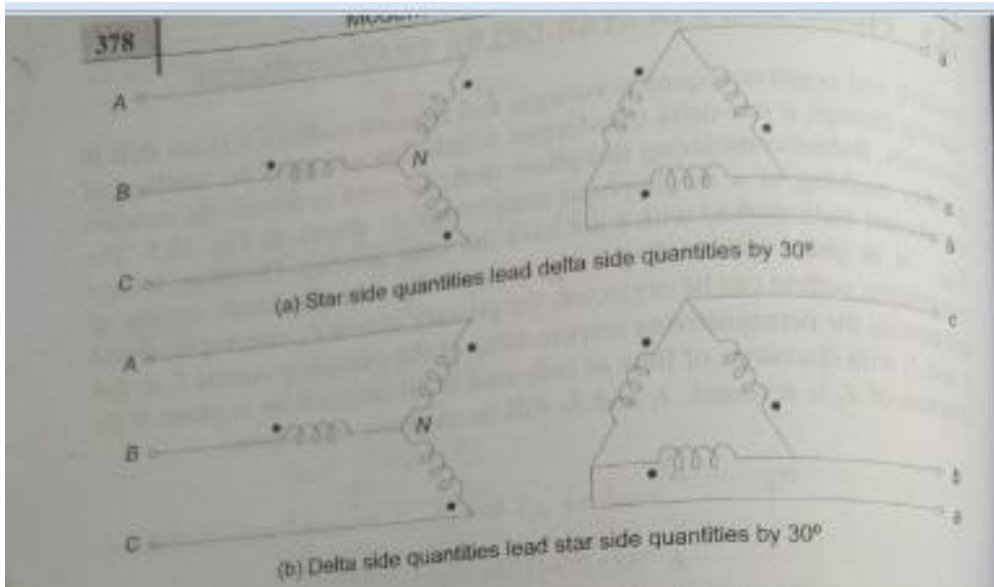 378
A
B
C
N
a
c
b
(a) Star side quantities lead delta side quantities by 30°
A
B
C
N
c
b
a
(b) Delta side quantities lead star side quantities by 30°